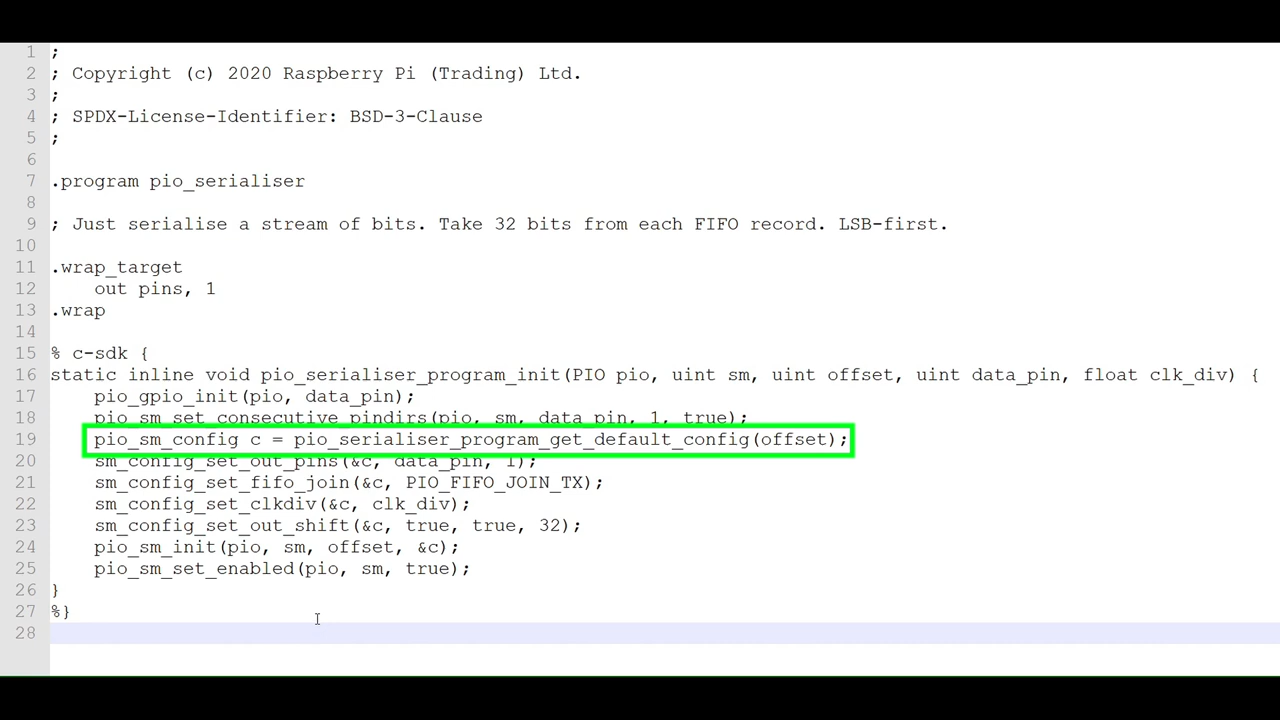 1 ;
2 ; Copyright (c) 2020 Raspberry Pi (Trading) Ltd.
3 ;
4 ; SPDX-License-Identifier: BSD-3-Clause
5 ;
6
7 .program pio_serialiser
8
9 ; Just serialise a stream of bits. Take 32 bits from each FIFO record. LSB-first.
10
11 .wrap_target
12     out pins, 1
13 .wrap
14
15 % c-sdk {
16 static inline void pio_serialiser_program_init(PIO pio, uint sm, uint offset, uint data_pin, float clk_div) {
17     pio_gpio_init(pio, data_pin);
18     pio_sm_set_consecutive_pindirs(pio, sm, data_pin, 1, true);
19     pio_sm_config c = pio_serialiser_program_get_default_config(offset);
20     sm_config_set_out_pins(&c, data_pin, 1);
21     sm_config_set_fifo_join(&c, PIO_FIFO_JOIN_TX);
22     sm_config_set_clkdiv(&c, clk_div);
23     sm_config_set_out_shift(&c, true, true, 32);
24     pio_sm_init(pio, sm, offset, &c);
25     pio_sm_set_enabled(pio, sm, true);
26 }
27 %}
28